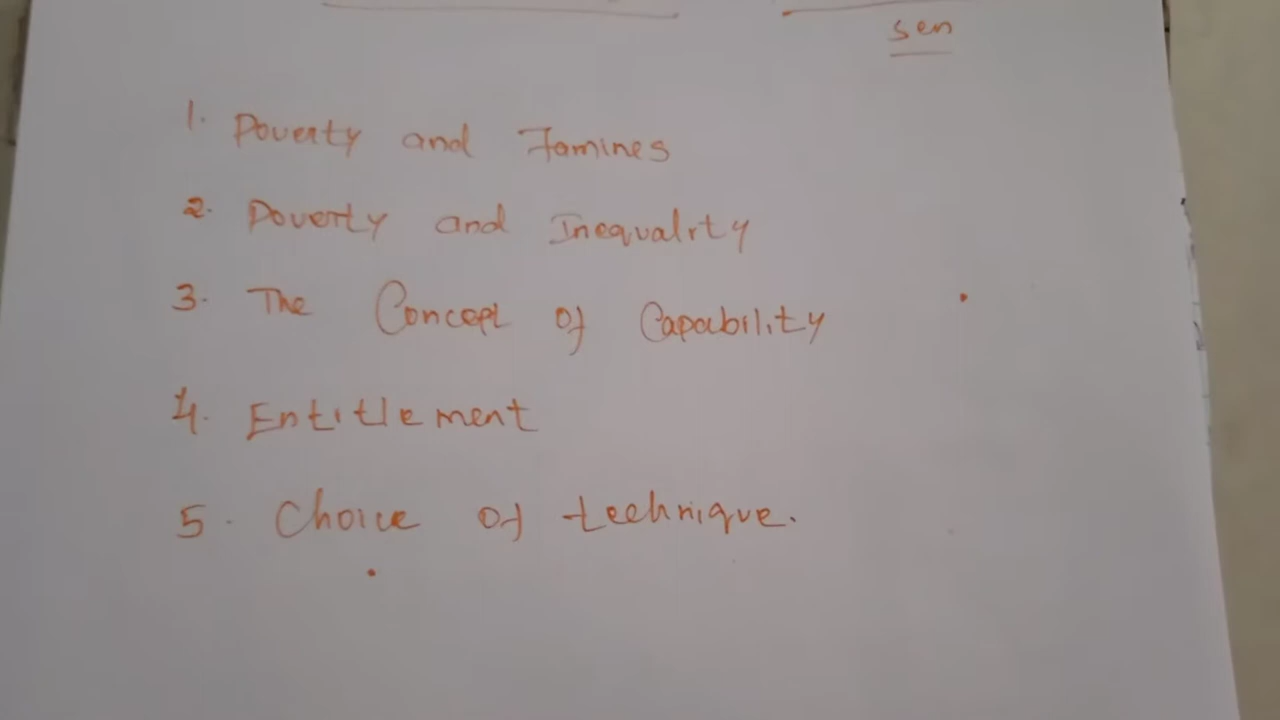 sen
1. Poverty and Famines
2. Poverty and Inequality
3. The Concept of Capability
4. Entitlement
5. Choice of technique.